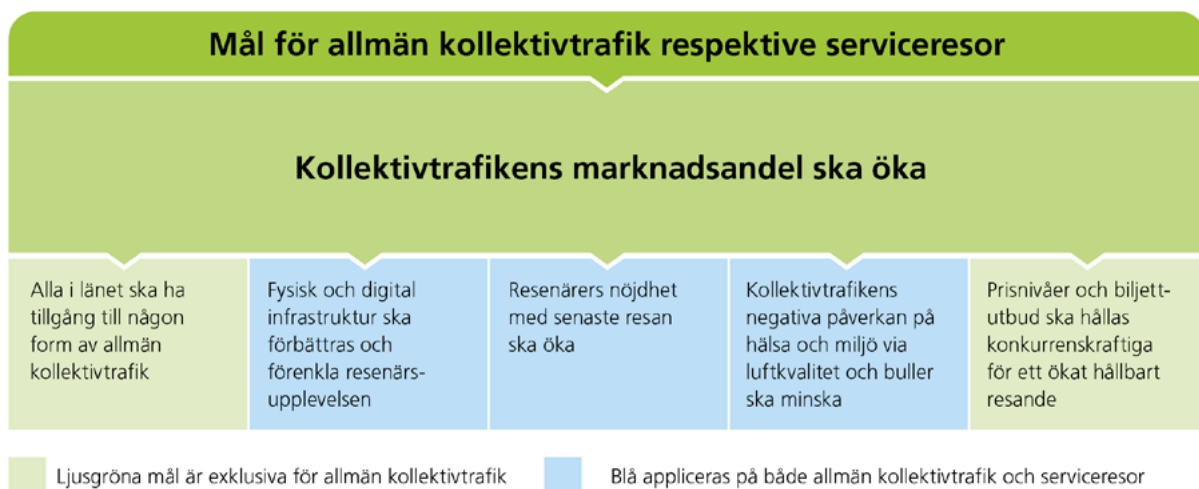 Mål för allmän kollektivtrafik respektive serviceresor
Kollektivtrafikens marknadsandel ska öka
Alla i länet ska ha
tillgång till någon
form av allmän
kollektivtrafik
Fysisk och digital
infrastruktur ska
förbättras och
förenkla resenärs-
upplevelsen
Resenärers nöjdhet
med senaste resan
ska öka
Kollektivtrafikens
negativa påverkan på
hälsa och miljö via
luftkvalitet och buller
ska minska
Prisnivåer och biljett-
utbud ska hållas
konkurrenskraftiga
för ett ökat hållbart
resande
Ljusgröna mål är exklusiva för allmän kollektivtrafik
Blå appliceras på både allmän kollektivtrafik och serviceresor